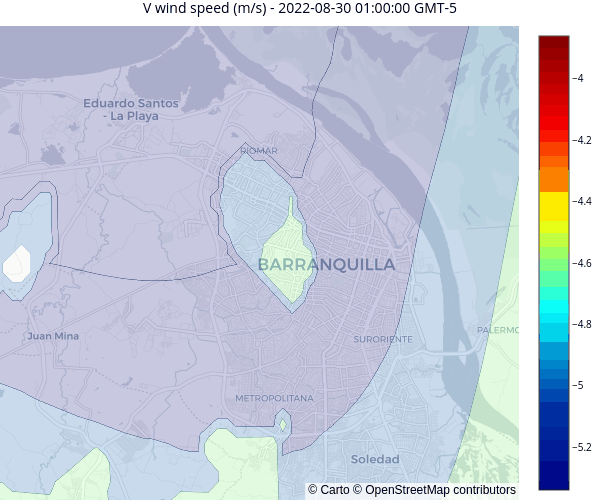 V wind speed (m/s) - 2022-08-30 01:00:00 GMT-5
Eduardo Santos
- La Playa
RIOMAR
BARRANQUILLA
Juan Mina
SURORIENTE
PALERMO
METROPOLITANA
Soledad
© Carto © OpenStreetMap contributors
−4
−4.2
−4.4
−4.6
−4.8
−5
−5.2